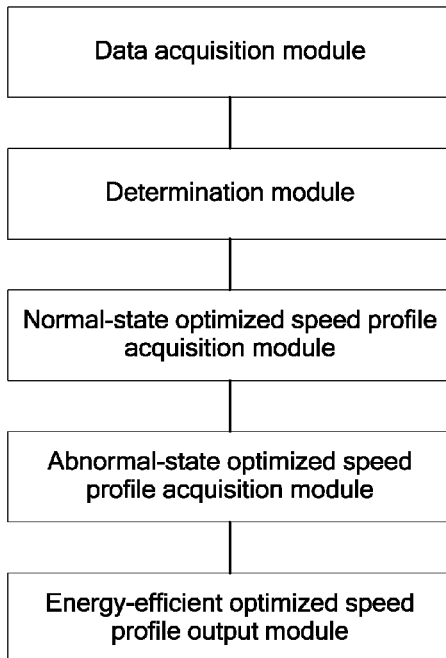 Data acquisition module
Determination module
Normal-state optimized speed profile
acquisition module
Abnormal-state optimized speed
profile acquisition module
Energy-efficient optimized speed
profile output module